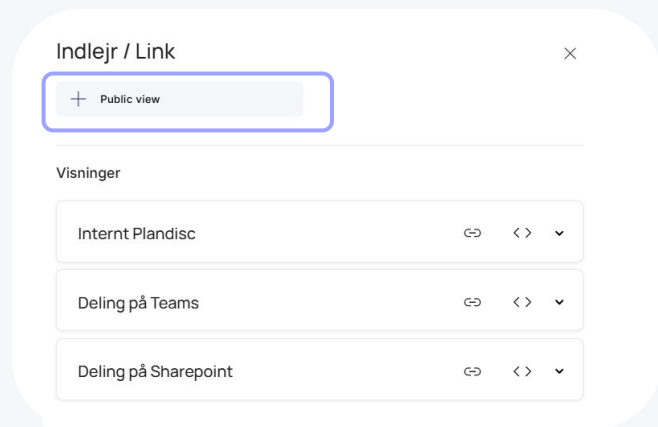 Indlejr / Link
Public view
Visninger
Internt Plandisc
Deling på Teams
Deling på Sharepoint